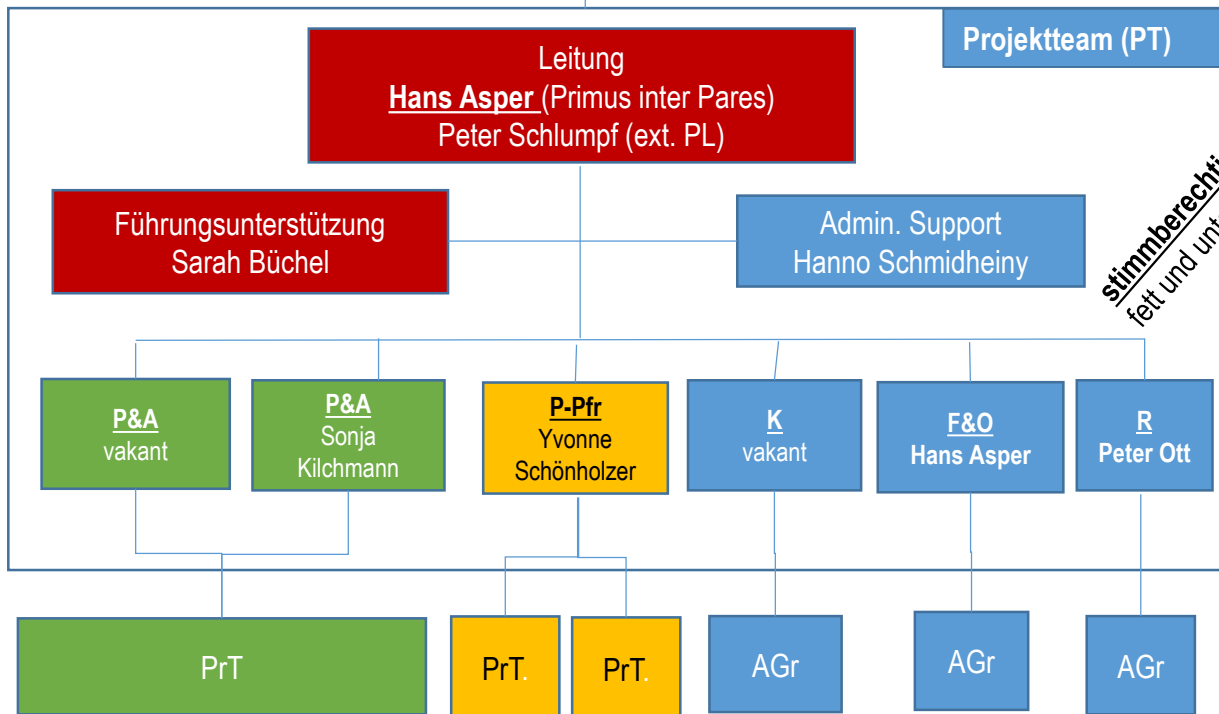 Projektteam (PT)
Leitung
Hans Asper (Primus inter Pares)
Peter Schlumpf (ext. PL)
Führungsunterstützung
Sarah Büchel
Admin. Support
Hanno Schmidheiny
fett und
P&A
vakant
P&A
Sonja
Kilchmann
P-Pfr
Yvonne
Schönholzer
K
vakant
F&O
Hans Asper
R
Peter Ott
PrT
PrT.
PrT.
AGr
AGr
AGr